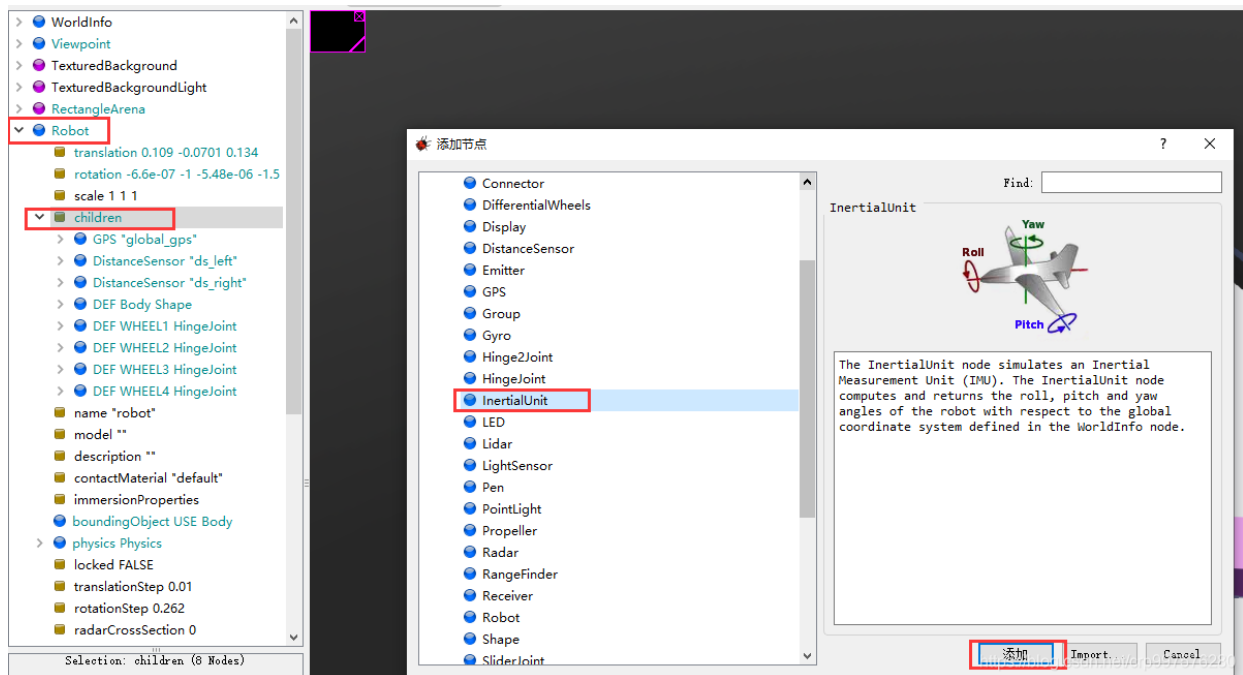 WorldInfo
Viewpoint
TexturedBackground
TexturedBackgroundLight
RectangleArena
Robot
translation 0.109 -0.0701 0.134
rotation -6.6e-07 -1 -5.48e-06 -1.5
scale 1 1 1
children
GPS "global_gps"
DistanceSensor "ds_left"
DistanceSensor "ds_right"
DEF Body Shape
DEF WHEEL1 HingeJoint
DEF WHEEL2 HingeJoint
DEF WHEEL3 HingeJoint
DEF WHEEL4 HingeJoint
name "robot"
model ""
description ""
contactMaterial "default"
immersionProperties
boundingObject USE Body
physics Physics
locked FALSE
translationStep 0.01
rotationStep 0.262
radarCrossSection 0
Selection: children (8 Nodes)
添加节点
?
Connector
DifferentialWheels
Display
DistanceSensor
Emitter
GPS
Group
Gyro
Hinge2Joint
HingeJoint
InertialUnit
LED
Lidar
LightSensor
Pen
PointLight
Propeller
Radar
RangeFinder
Receiver
Robot
Shape
SliderJoint
Find:
InertialUnit
Yaw
Roll
Pitch
The InertialUnit node simulates an Inertial
Measurement Unit (IMU). The InertialUnit node
computes and returns the roll, pitch and yaw
angles of the robot with respect to the global
coordinate system defined in the WorldInfo node.
添加
Import.
Cancel